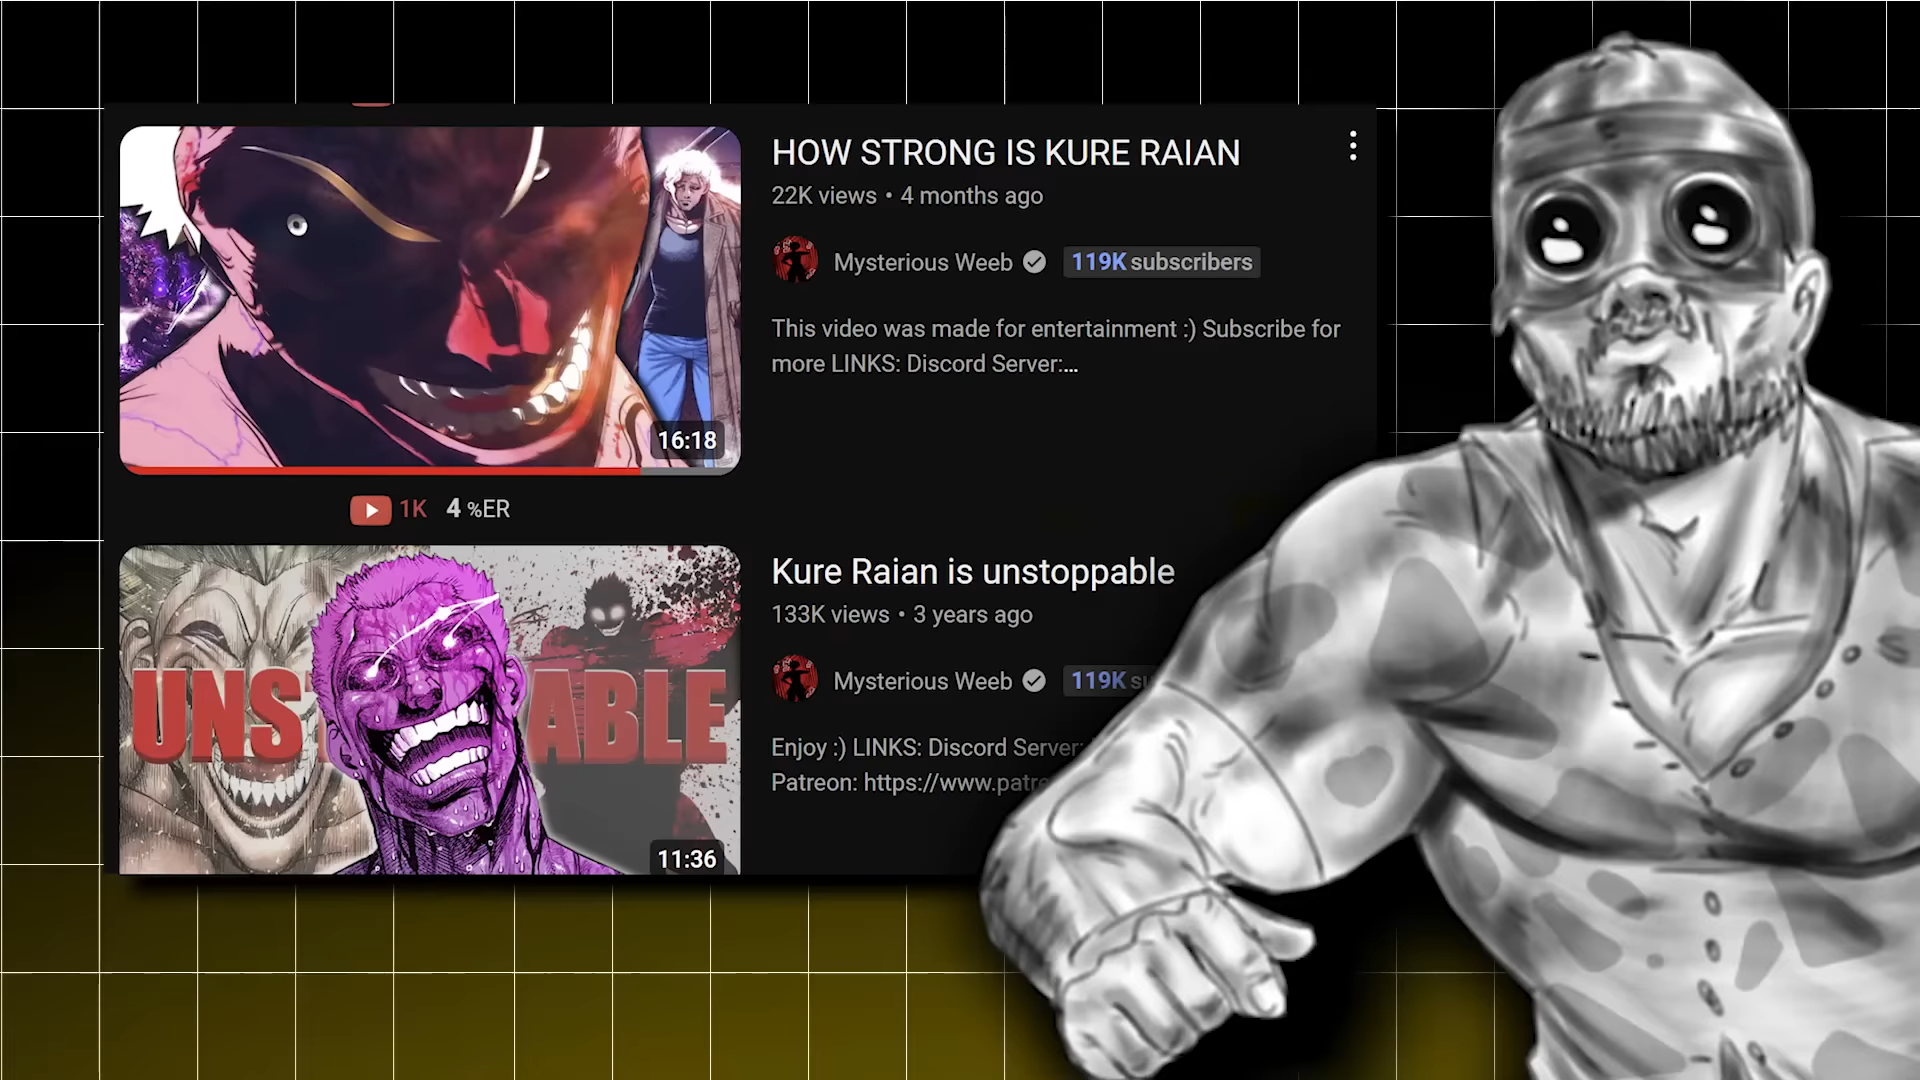 HOW STRONG IS KURE RAIAN
22K views • 4 months ago
Mysterious Weeb
119K subscribers
This video was made for entertainment :) Subscribe for
more LINKS: Discord Server:...
16:18
1K 4 %ER
Kure Raian is unstoppable
133K views • 3 years ago
Mysterious Weeb
119K su
Enjoy :) LINKS: Discord Server:
Patreon: https://www.patre
UNS ABLE
11:36